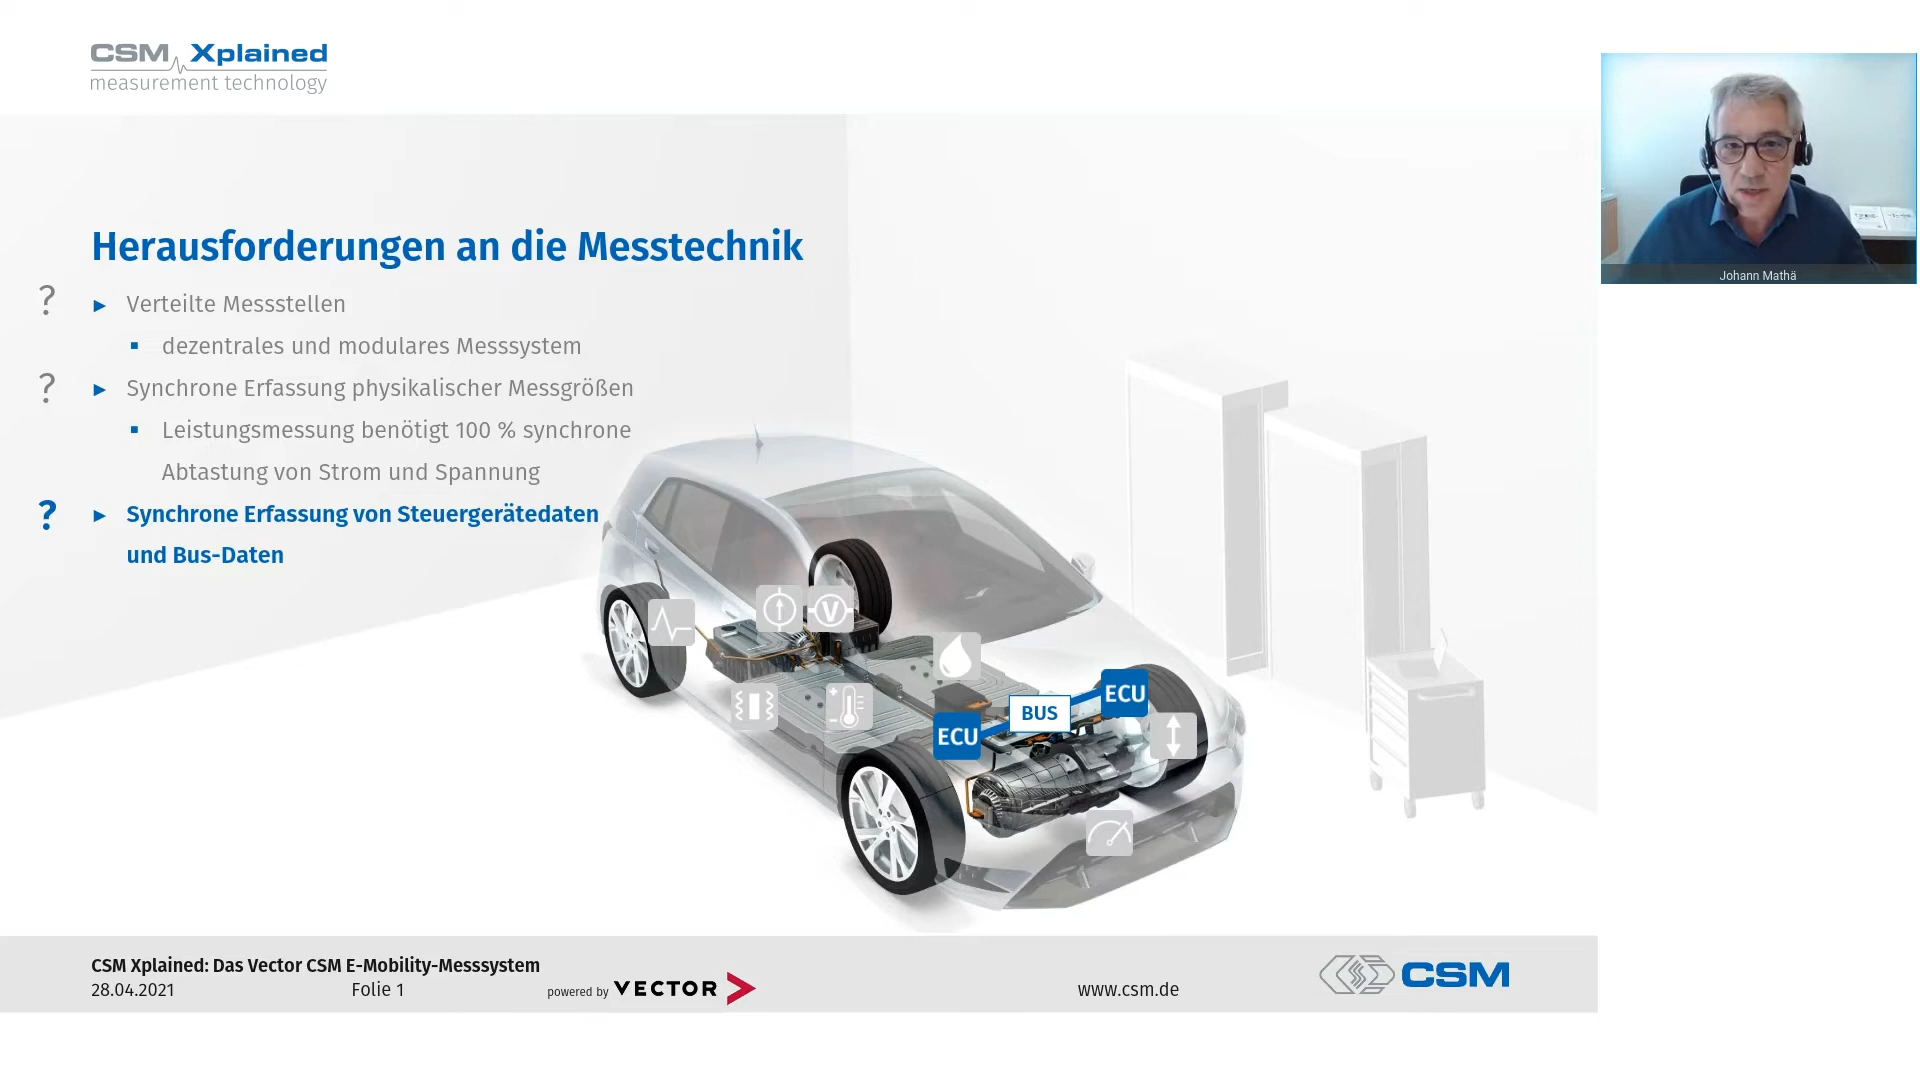 CSM Xplained
measurement technology
Johann Mathä
Herausforderungen an die Messtechnik
? ► Verteilte Messstellen
▪ dezentrales und modulares Messsystem
? ► Synchrone Erfassung physikalischer Messgrößen
▪ Leistungsmessung benötigt 100 % synchrone
Abtastung von Strom und Spannung
? ► Synchrone Erfassung von Steuergerätedaten
und Bus-Daten
V
ECU
BUS
ECU
CSM Xplained: Das Vector CSM E-Mobility-Messsystem
28.04.2021
Folie 1
powered by VECTOR
www.csm.de
CSM